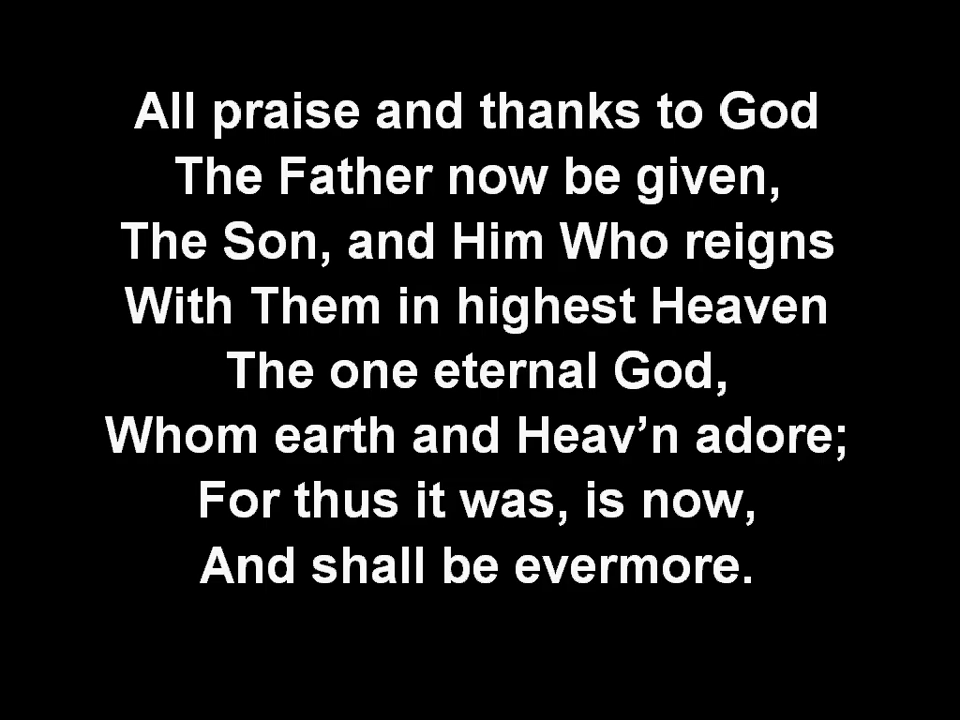 All praise and thanks to God
The Father now be given,
The Son, and Him Who reigns
With Them in highest Heaven
The one eternal God,
Whom earth and Heav’n adore;
For thus it was, is now,
And shall be evermore.